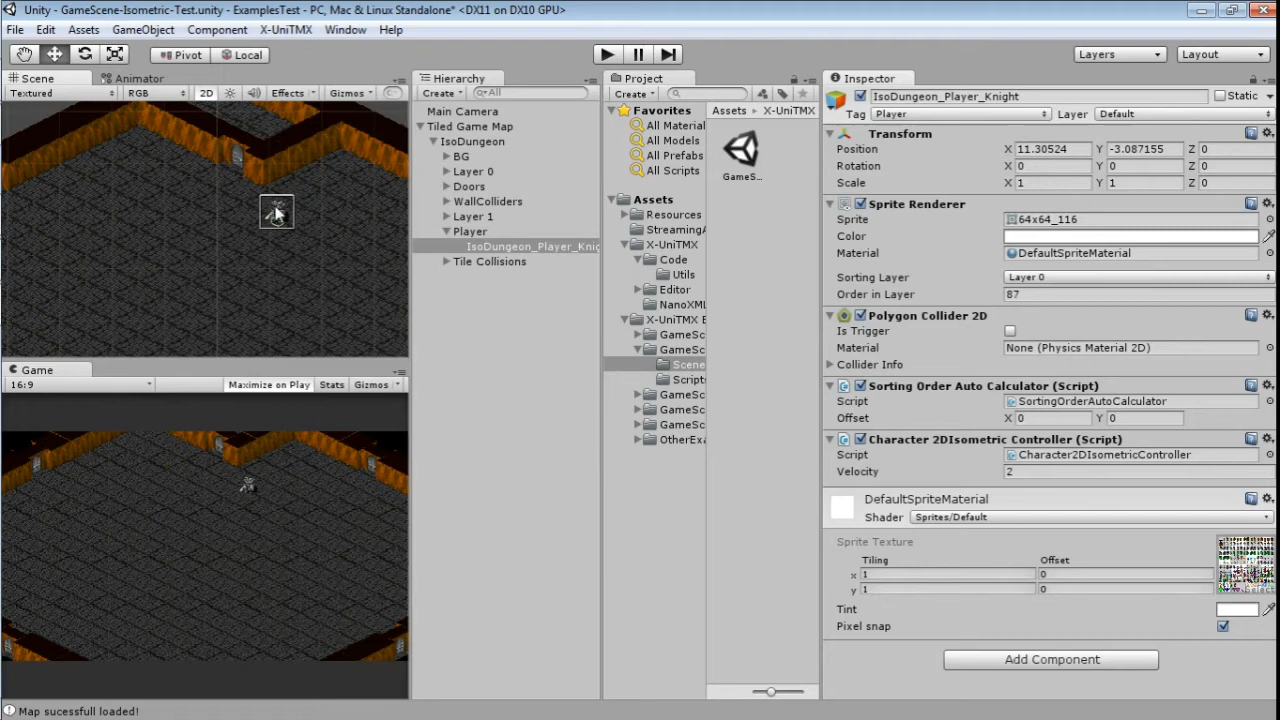 Unity - GameScene-Isometric-Test.unity - ExamplesTest - PC, Mac & Linux Standalone* <DX11 on DX10 GPU>
File Edit Assets GameObject Component X-UniTMX Window Help
Pivot Local Layers Layout
Scene Animator
Textured RGB 2D Effects Gizmos
Game
16:9 Maximize on Play Stats Gizmos
Hierarchy
Create All
Main Camera
Tiled Game Map
IsoDungeon
BG
Layer 0
Doors
WallColliders
Layer 1
Player
IsoDungeon_Player_Knig
Tile Collisions
Project
Create
Favorites
All Material
All Models
All Prefabs
All Scripts
Assets
Resources
StreamingA
X-UniTMX
Code
Utils
Editor
NanoXML
X-UniTMX E
GameSc
GameSc
Scene
Scripts
GameSc
GameSc
GameSc
OtherExa
Assets X-UniTMX
GameS...
Inspector
IsoDungeon_Player_Knight Static
Tag Player Layer Default
Transform
Position X 11.30524 Y -3.087155 Z 0
Rotation X 0 Y 0 Z 0
Scale X 1 Y 1 Z 0
Sprite Renderer
Sprite 64x64_116
Color
Material DefaultSpriteMaterial
Sorting Layer Layer 0
Order in Layer 87
Polygon Collider 2D
Is Trigger
Material None (Physics Material 2D)
Collider Info
Sorting Order Auto Calculator (Script)
Script SortingOrderAutoCalculator
Offset X 0 Y 0
Character 2DIsometric Controller (Script)
Script Character2DIsometricController
Velocity 2
DefaultSpriteMaterial
Shader Sprites/Default
Sprite Texture
Tiling Offset
x 1 0
y 1 0
Select
Tint
Pixel snap
Add Component
Map sucessfull loaded!